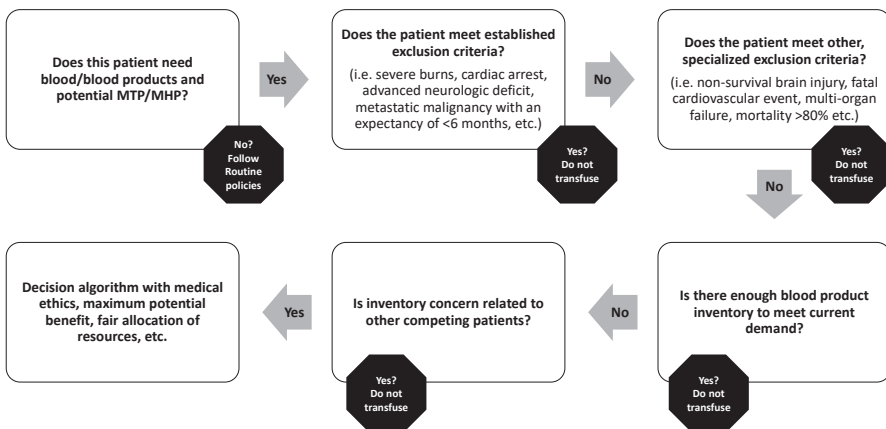 Does this patient need
blood/blood products and
potential MTP/MHP?
No?
Follow
Routine
policies
Yes
Does the patient meet established
exclusion criteria?
(i.e. severe burns, cardiac arrest,
advanced neurologic deficit,
metastatic malignancy with an
expectancy of <6 months, etc.)
Yes?
Do not
transfuse
No
Does the patient meet other,
specialized exclusion criteria?
(i.e. non-survival brain injury, fatal
cardiovascular event, multi-organ
failure, mortality >80% etc.)
Yes?
Do not
transfuse
No
Is there enough blood product
inventory to meet current
demand?
Yes?
Do not
transfuse
No
Is inventory concern related to
other competing patients?
Yes?
Do not
transfuse
Yes
Decision algorithm with medical
ethics, maximum potential
benefit, fair allocation of
resources, etc.